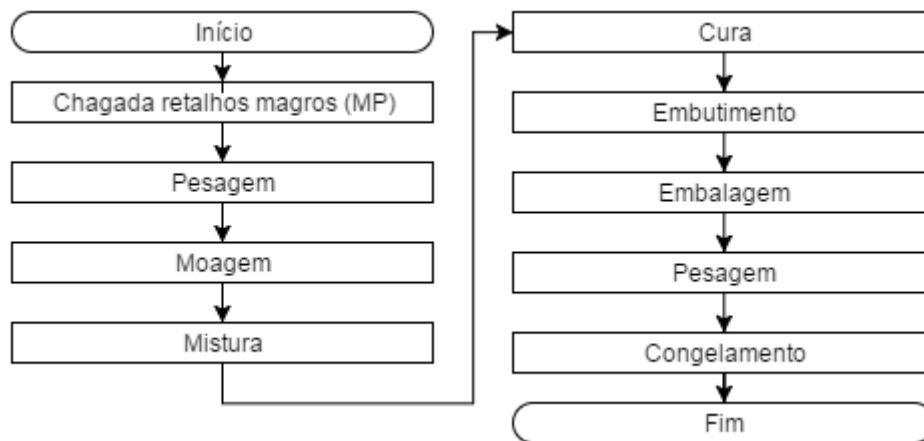 Início
Chagada retalhos magros (MP)
Pesagem
Moagem
Mistura
Cura
Embutimento
Embalagem
Pesagem
Congelamento
Fim